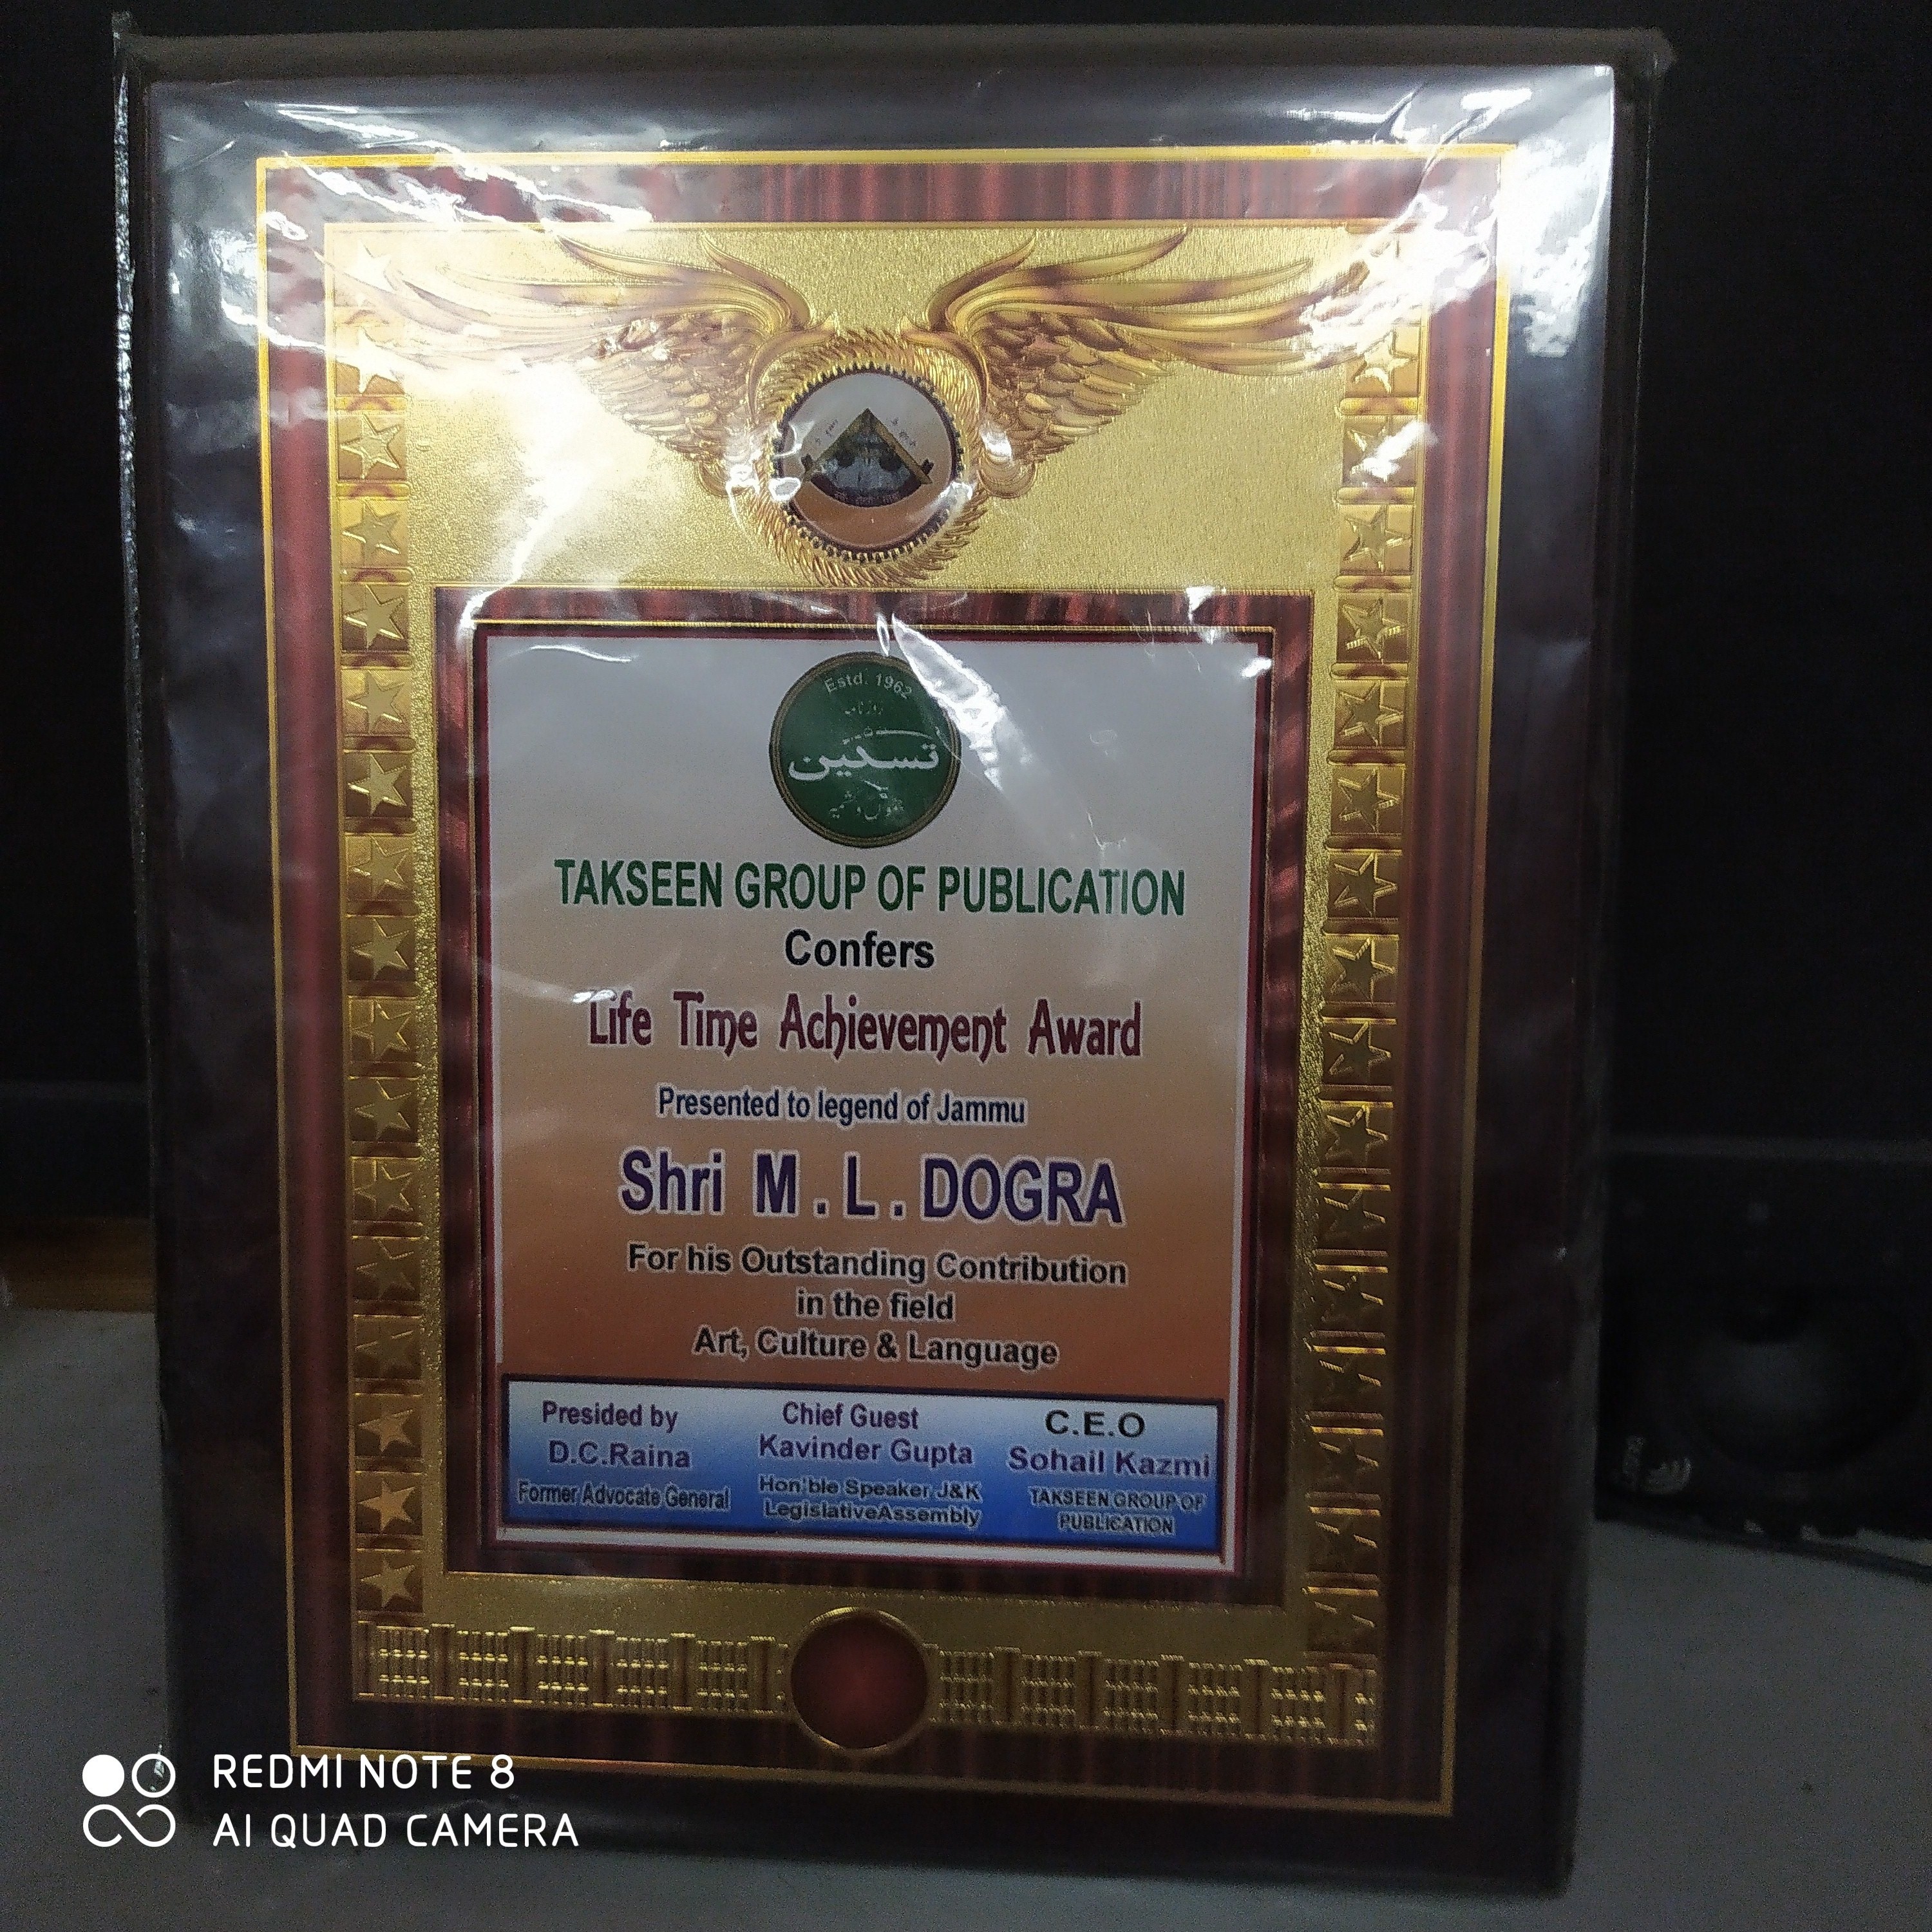 Estd. 1962
تسکین
جموں و کشمیر
TAKSEEN GROUP OF PUBLICATION
Confers
Life Time Achievement Award
Presented to legend of Jammu
Shri M . L . DOGRA
For his Outstanding Contribution
in the field
Art, Culture & Language
Presided by
D.C.Raina
Former Advocate General
Chief Guest
Kavinder Gupta
Hon'ble Speaker J&K
LegislativeAssembly
C.E.O
Sohail Kazmi
TAKSEEN GROUP OF
PUBLICATION
REDMI NOTE 8
AI QUAD CAMERA